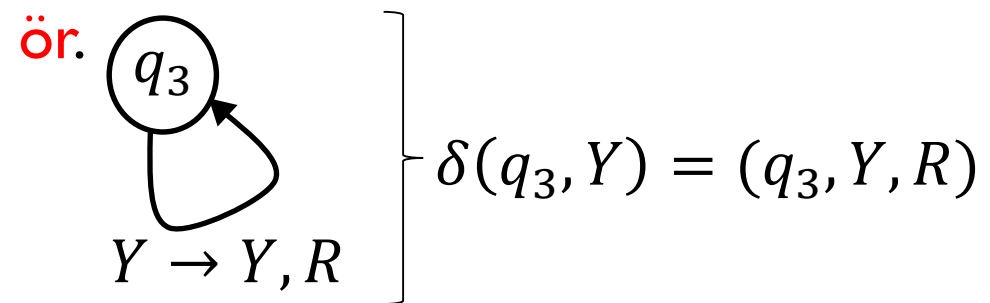 ör.
q₃
δ(q₃, Y) = (q₃, Y, R)
Y → Y, R